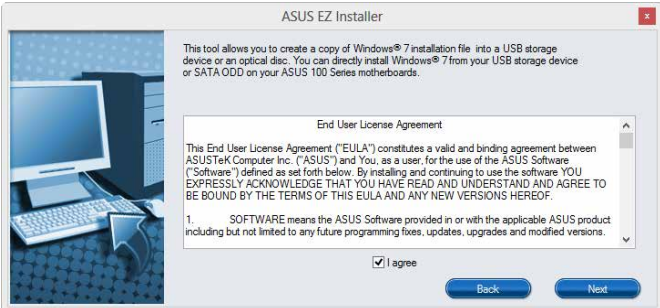 ASUS EZ Installer
x
This tool allows you to create a copy of Windows® 7 installation file into a USB storage
device or an optical disc. You can directly install Windows® 7 from your USB storage device
or SATA ODD on your ASUS 100 Series motherboards.
End User License Agreement
This End User License Agreement ("EULA") constitutes a valid and binding agreement between
ASUSTeK Computer Inc. ("ASUS") and You, as a user, for the use of the ASUS Software
("Software") defined as set forth below. By installing and continuing to use the software YOU
EXPRESSLY ACKNOWLEDGE THAT YOU HAVE READ AND UNDERSTAND AND AGREE TO
BE BOUND BY THE TERMS OF THIS EULA AND ANY NEW VERSIONS HEREOF.
1. SOFTWARE means the ASUS Software provided in or with the applicable ASUS product
including but not limited to any future programming fixes, updates, upgrades and modified versions.
I agree
Back Next